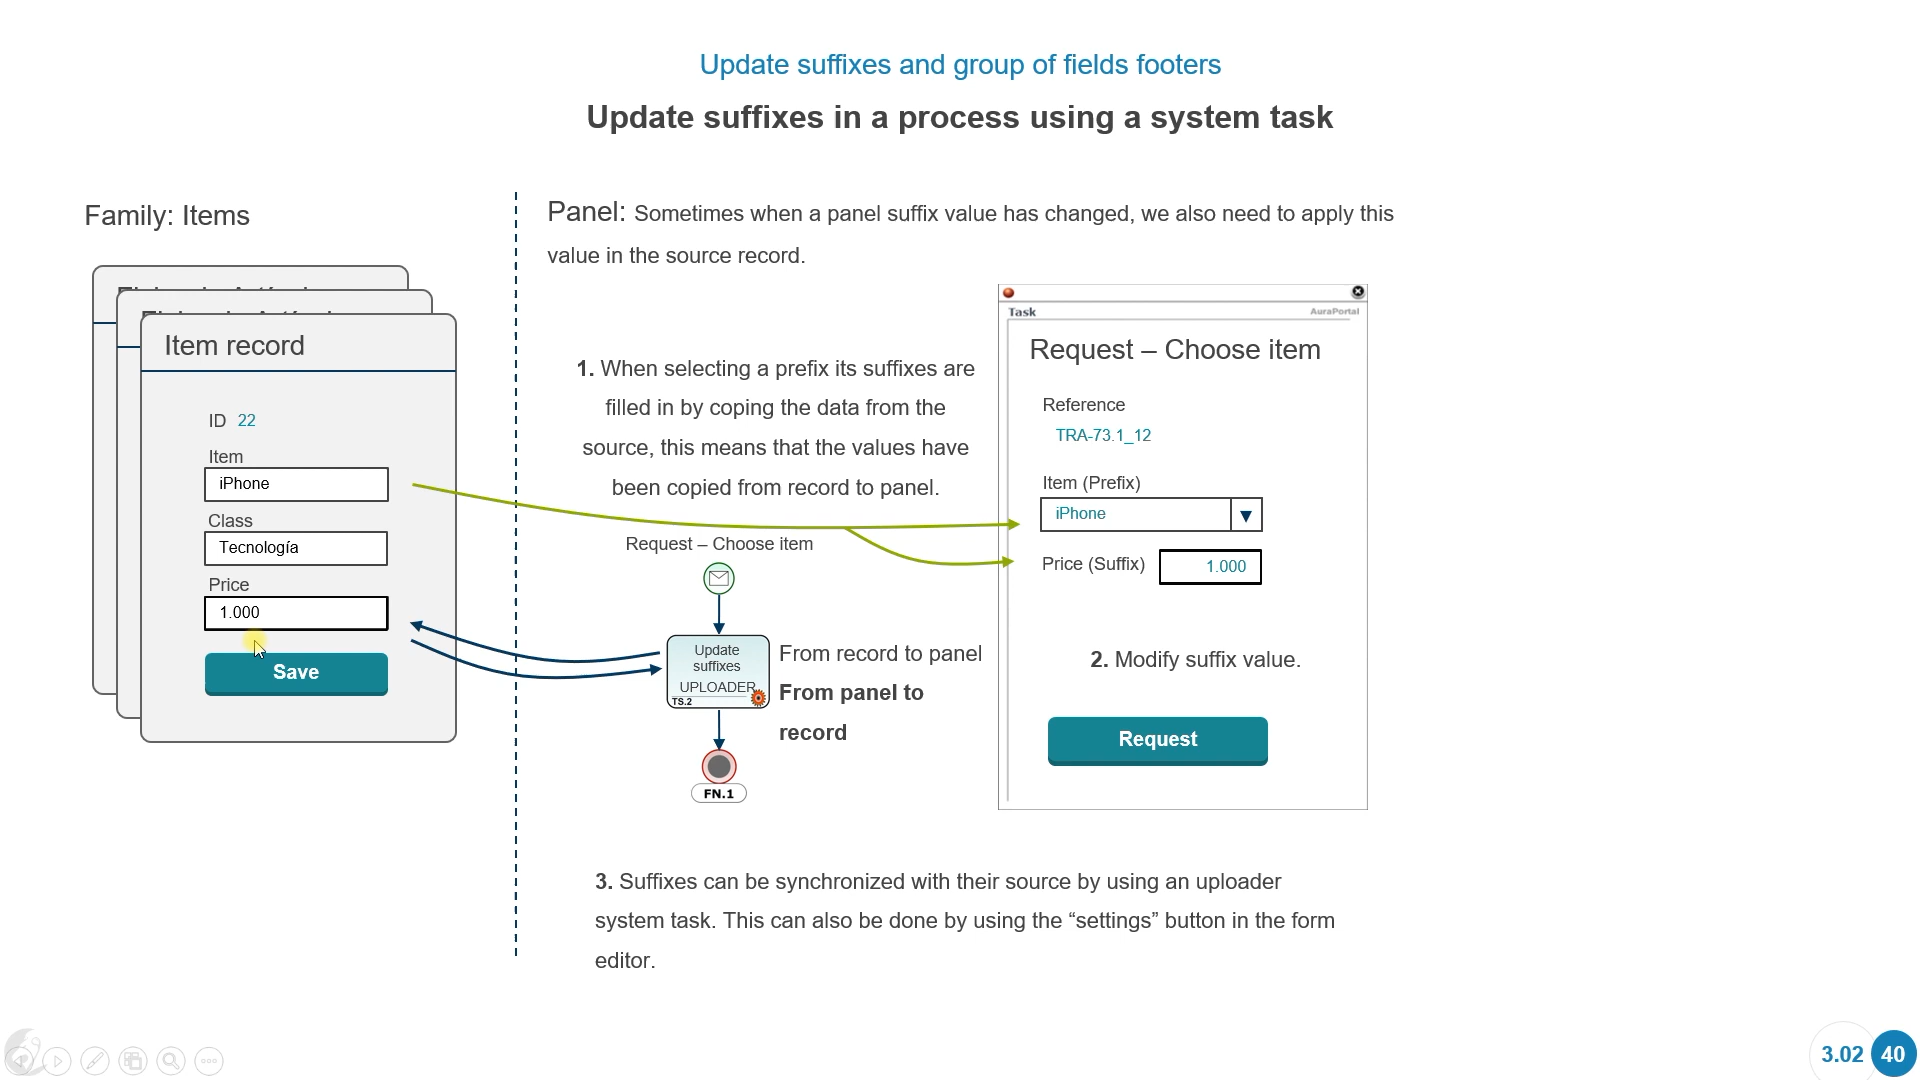 Update suffixes and group of fields footers
Update suffixes in a process using a system task
Family: Items
Item record
ID 22
Item
iPhone
Class
Tecnología
Price
1.000
Save
Panel: Sometimes when a panel suffix value has changed, we also need to apply this
value in the source record.
1. When selecting a prefix its suffixes are
filled in by coping the data from the
source, this means that the values have
been copied from record to panel.
Request – Choose item
Update
suffixes
UPLOADER
TS.2
From record to panel
From panel to
record
FN.1
Task
AuraPortal
Request – Choose item
Reference
TRA-73.1_12
Item (Prefix)
iPhone
Price (Suffix)
1.000
2. Modify suffix value.
Request
3. Suffixes can be synchronized with their source by using an uploader
system task. This can also be done by using the “settings” button in the form
editor.
3.02
40